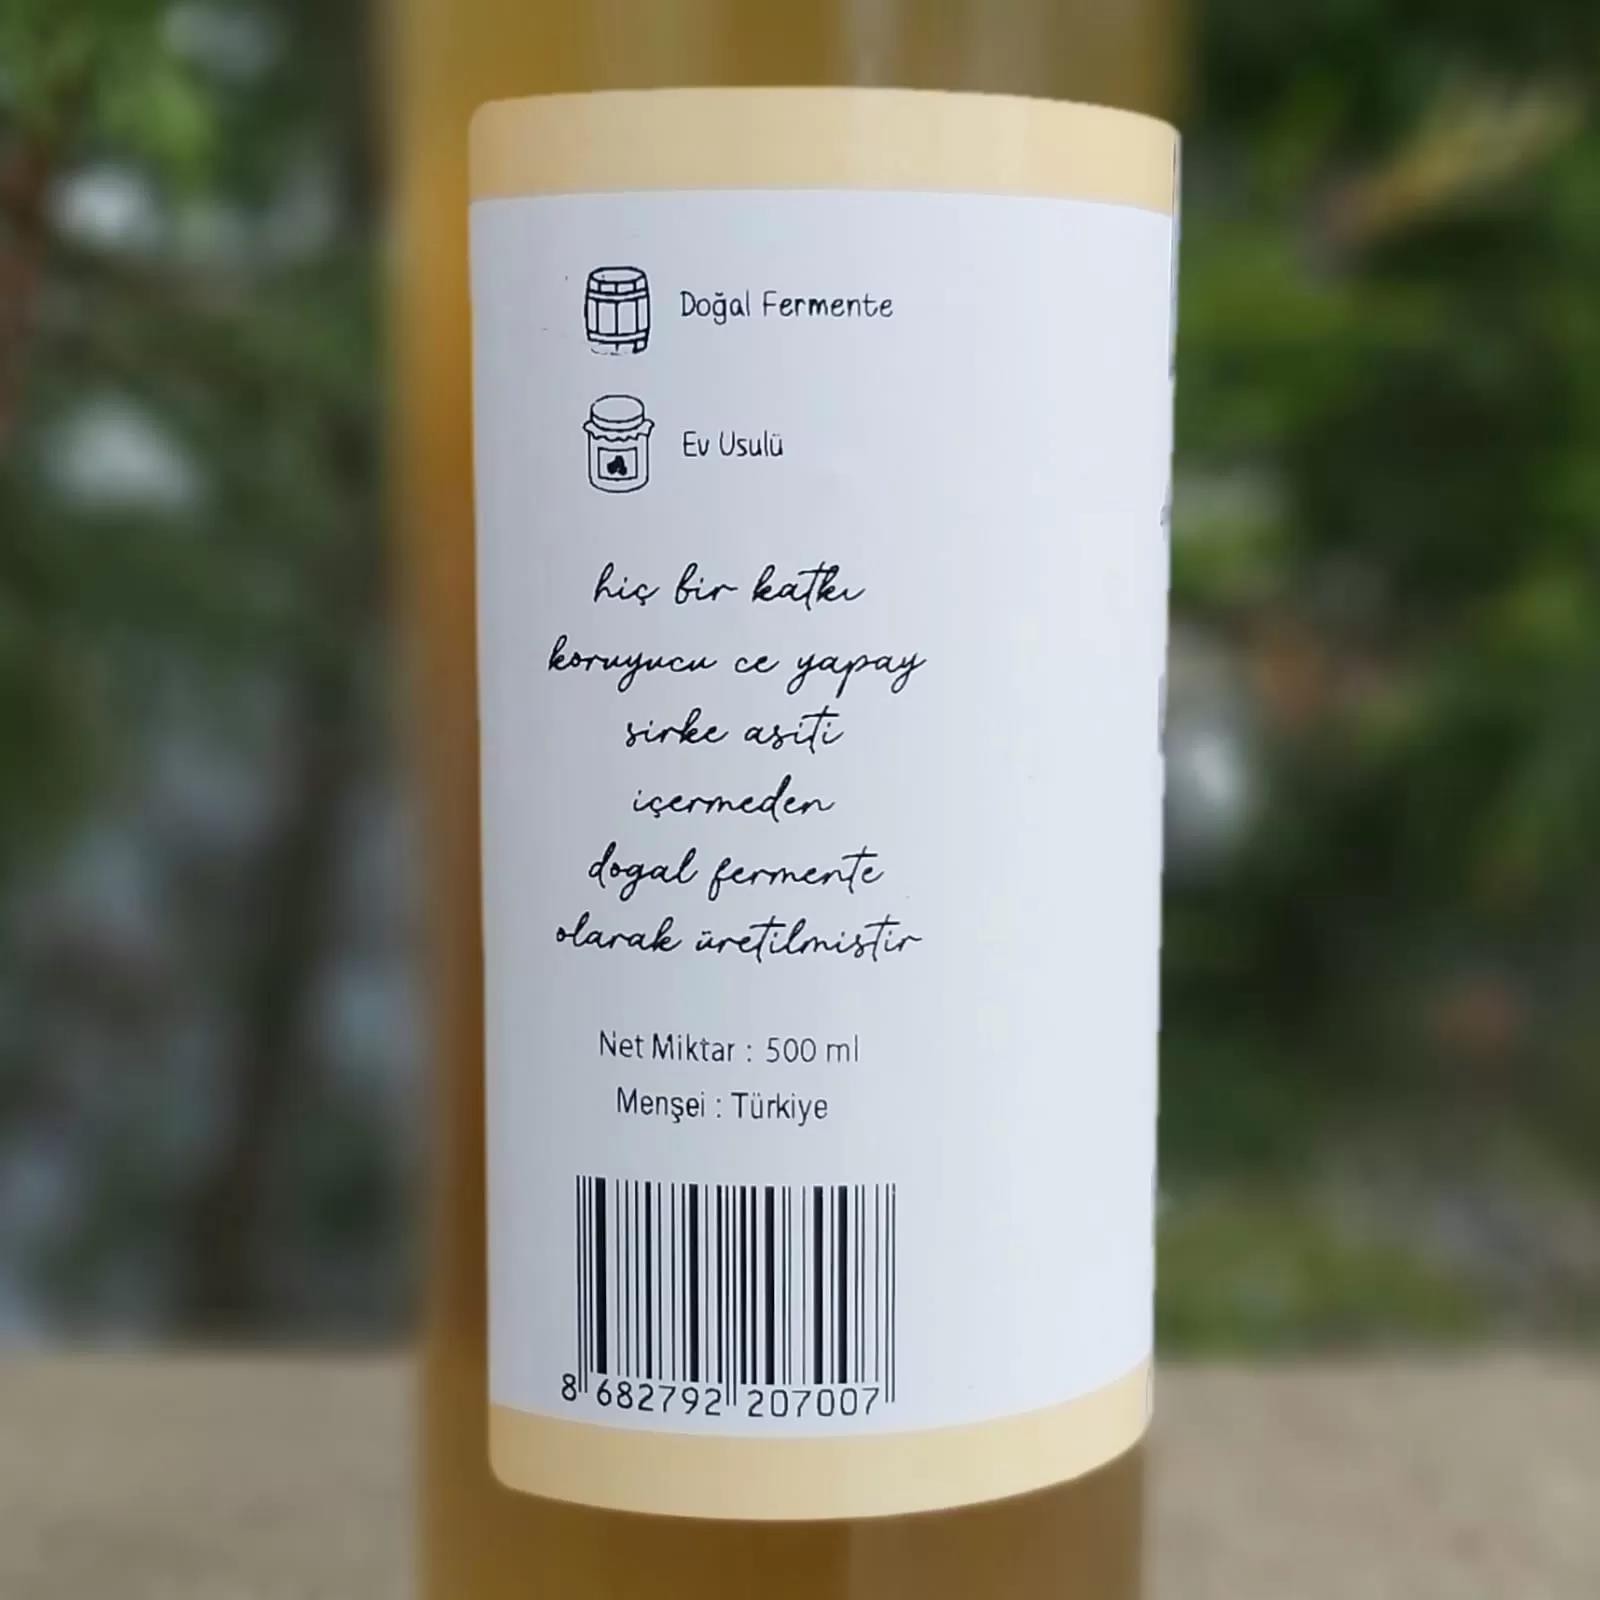 Doğal Fermente
Ev Usulü
hiç bir katkı
koruyucu ce yapay
sirke asiti
içermeden
dogal fermente
olarak üretilmistir
Net Miktar : 500 ml
Menşei : Türkiye
8 682792 207007